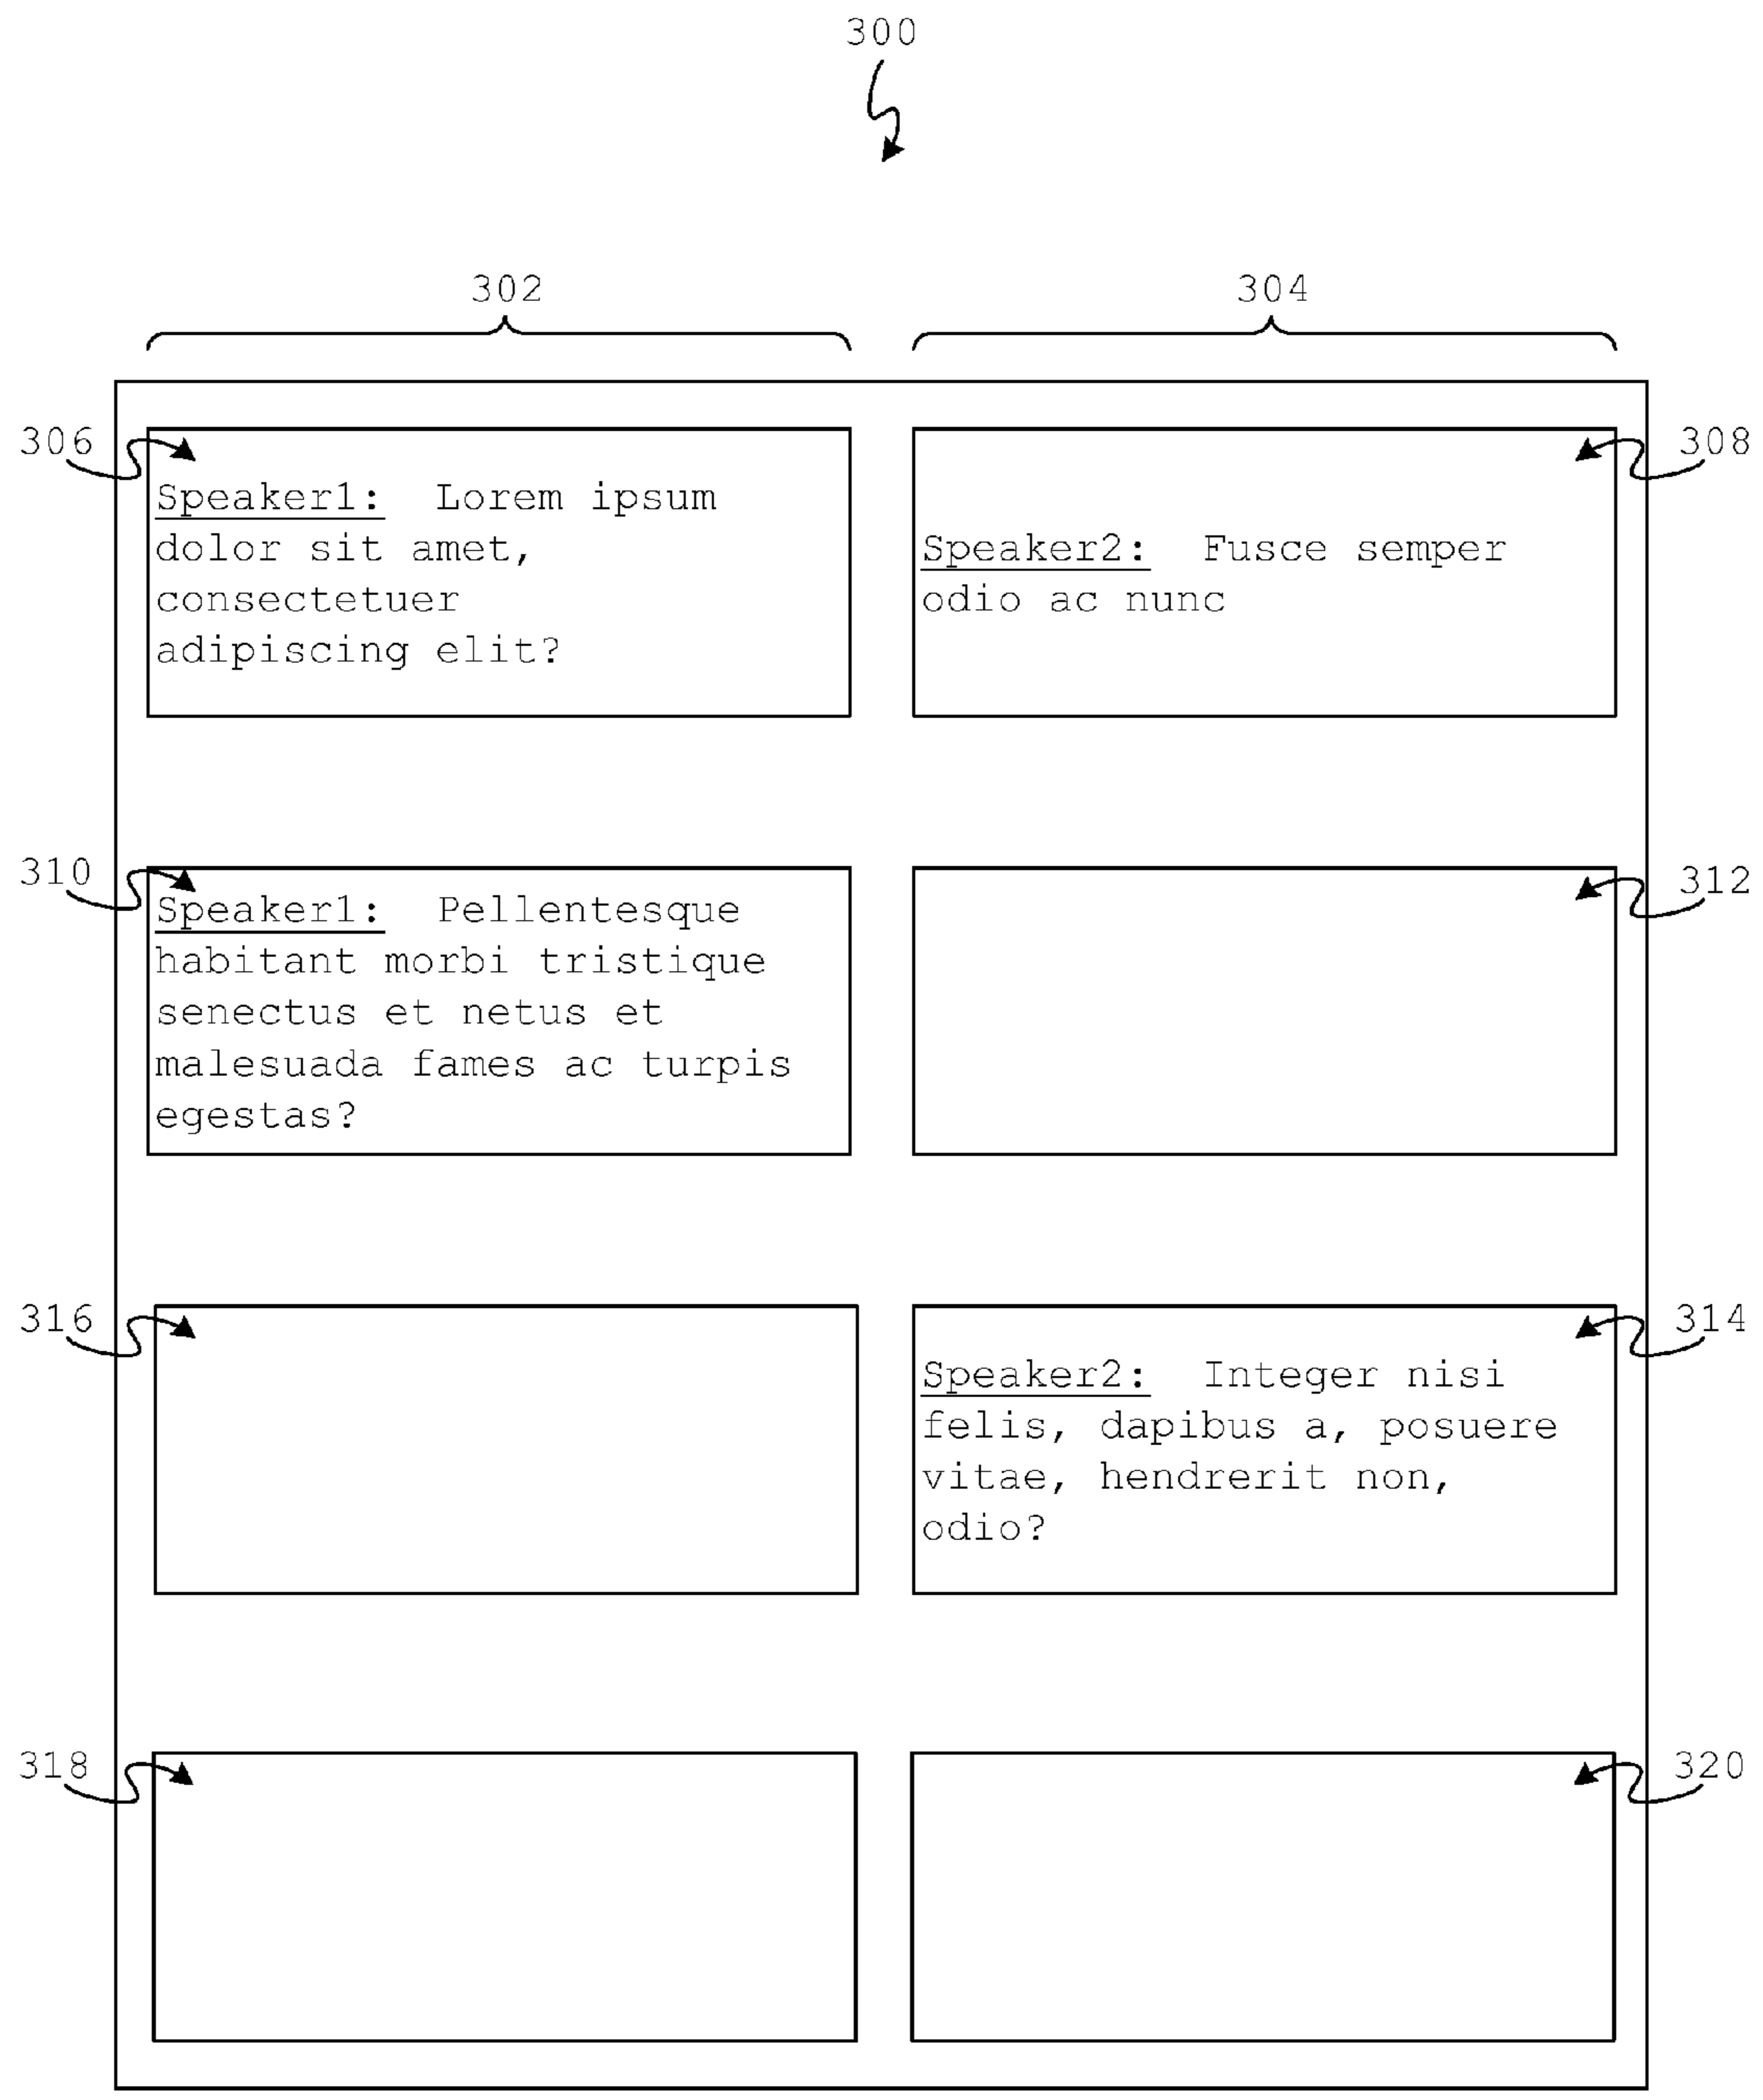 300
302
304
306
308
Speaker1: Lorem ipsum
dolor sit amet,
consectetuer
adipiscing elit?
Speaker2: Fusce semper
odio ac nunc
310
312
Speaker1: Pellentesque
habitant morbi tristique
senectus et netus et
malesuada fames ac turpis
egestas?
316
314
Speaker2: Integer nisi
felis, dapibus a, posuere
vitae, hendrerit non,
odio?
318
320